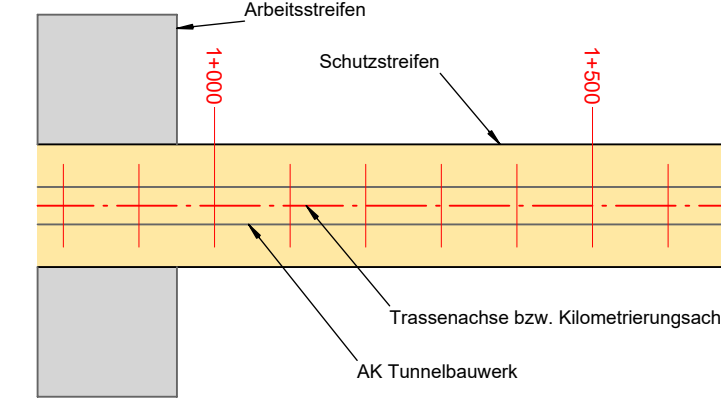 Arbeitsstreifen
Schutzstreifen
1+000
1+500
Trassenachse bzw. Kilometrierungsach
AK Tunnelbauwerk